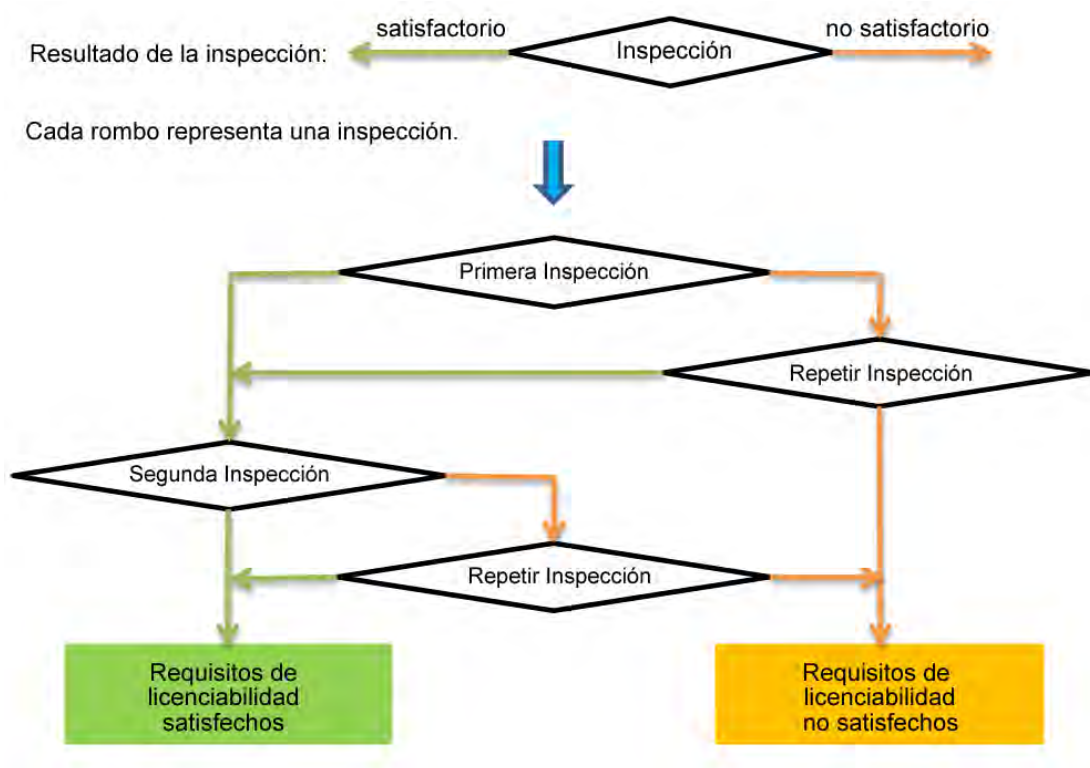 satisfactorio
Inspección
no satisfactorio
Resultado de la inspección:
Cada rombo representa una inspección.
Primera Inspección
Repetir Inspección
Segunda Inspección
Repetir Inspección
Requisitos de
licenciabilidad
satisfechos
Requisitos de
licenciabilidad
no satisfechos